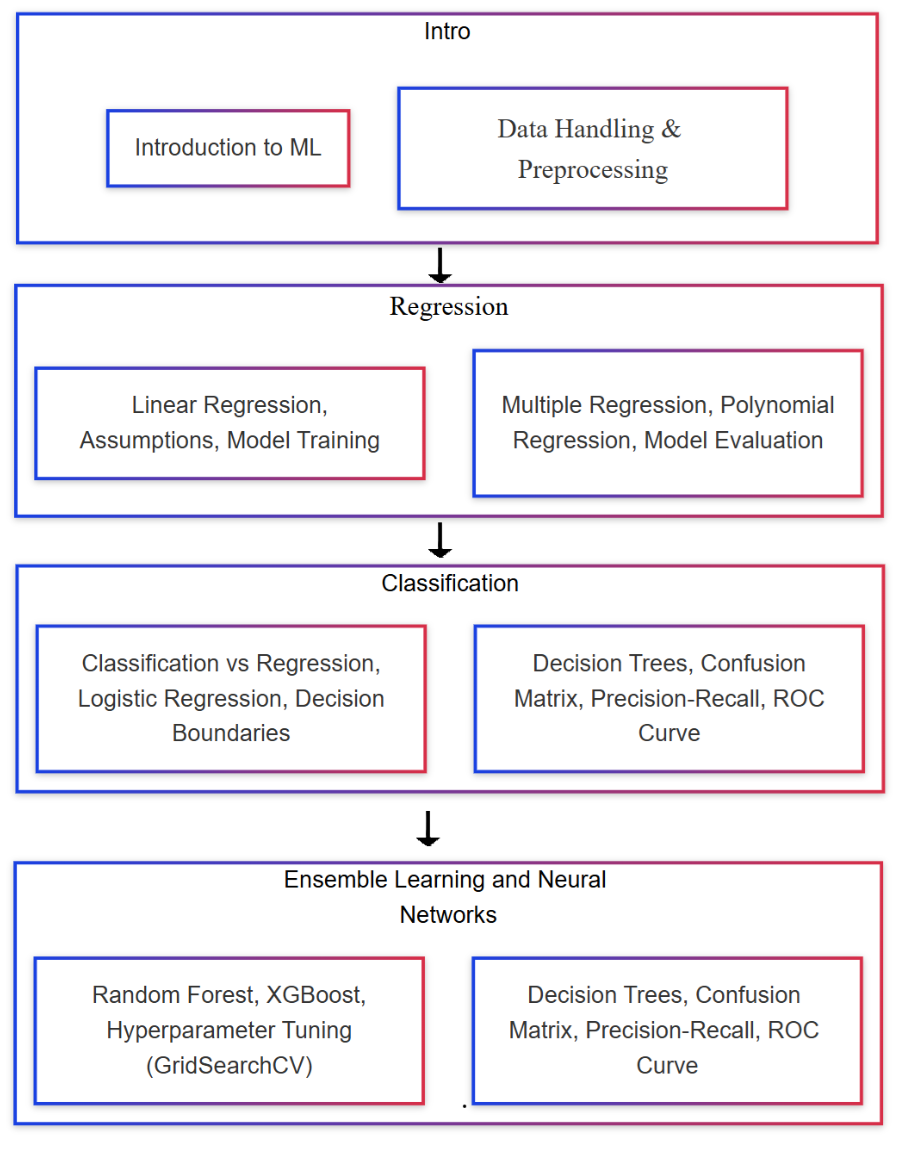 Intro
Introduction to ML
Data Handling &
Preprocessing
Regression
Linear Regression,
Assumptions, Model Training
Multiple Regression, Polynomial
Regression, Model Evaluation
Classification
Classification vs Regression,
Logistic Regression, Decision
Boundaries
Decision Trees, Confusion
Matrix, Precision-Recall, ROC
Curve
Ensemble Learning and Neural
Networks
Random Forest, XGBoost,
Hyperparameter Tuning
(GridSearchCV)
.
Decision Trees, Confusion
Matrix, Precision-Recall, ROC
Curve